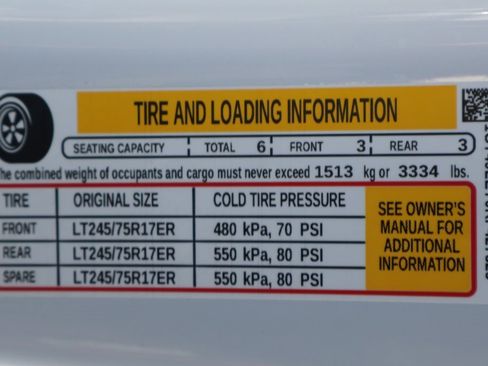 TIRE AND LOADING INFORMATION
SEATING CAPACITY TOTAL 6 FRONT 3 REAR 3
The combined weight of occupants and cargo must never exceed 1513 kg or 3334 lbs.
TIRE ORIGINAL SIZE COLD TIRE PRESSURE
FRONT LT245/75R17ER 480 kPa, 70 PSI
REAR LT245/75R17ER 550 kPa, 80 PSI
SPARE LT245/75R17ER 550 kPa, 80 PSI
SEE OWNER'S
MANUAL FOR
ADDITIONAL
INFORMATION